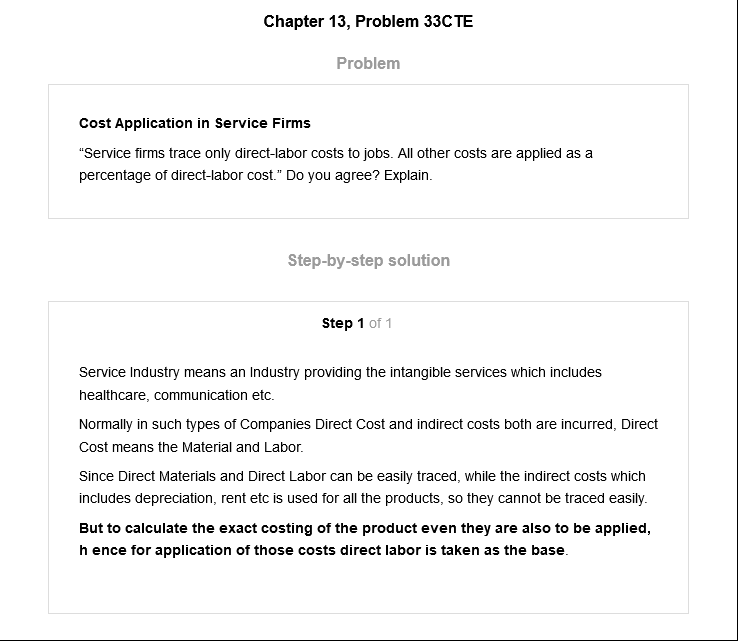 Chapter 13, Problem 33CTE
Problem
Cost Application in Service Firms
“Service firms trace only direct-labor costs to jobs. All other costs are applied as a
percentage of direct-labor cost.” Do you agree? Explain.
Step-by-step solution
Step 1 of 1
Service Industry means an Industry providing the intangible services which includes
healthcare, communication etc.
Normally in such types of Companies Direct Cost and indirect costs both are incurred, Direct
Cost means the Material and Labor.
Since Direct Materials and Direct Labor can be easily traced, while the indirect costs which
includes depreciation, rent etc is used for all the products, so they cannot be traced easily.
But to calculate the exact costing of the product even they are also to be applied,
h ence for application of those costs direct labor is taken as the base.